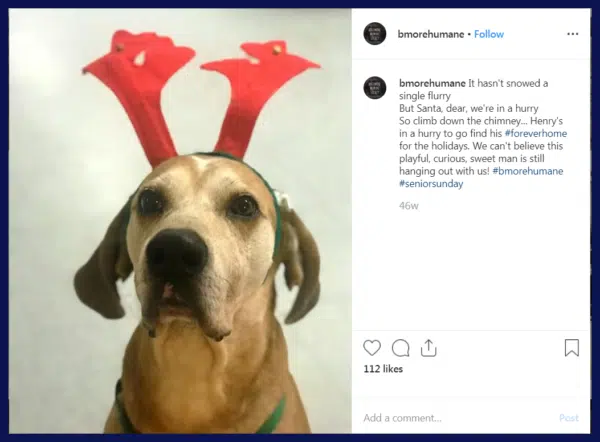 bmorehumane • Follow
bmorehumane It hasn't snowed a
single flurry
But Santa, dear, we're in a hurry
So climb down the chimney... Henry's
in a hurry to go find his #foreverhome
for the holidays. We can't believe this
playful, curious, sweet man is still
hanging out with us! #bmorehumane
#seniorsunday
46w
112 likes
Add a comment... Post